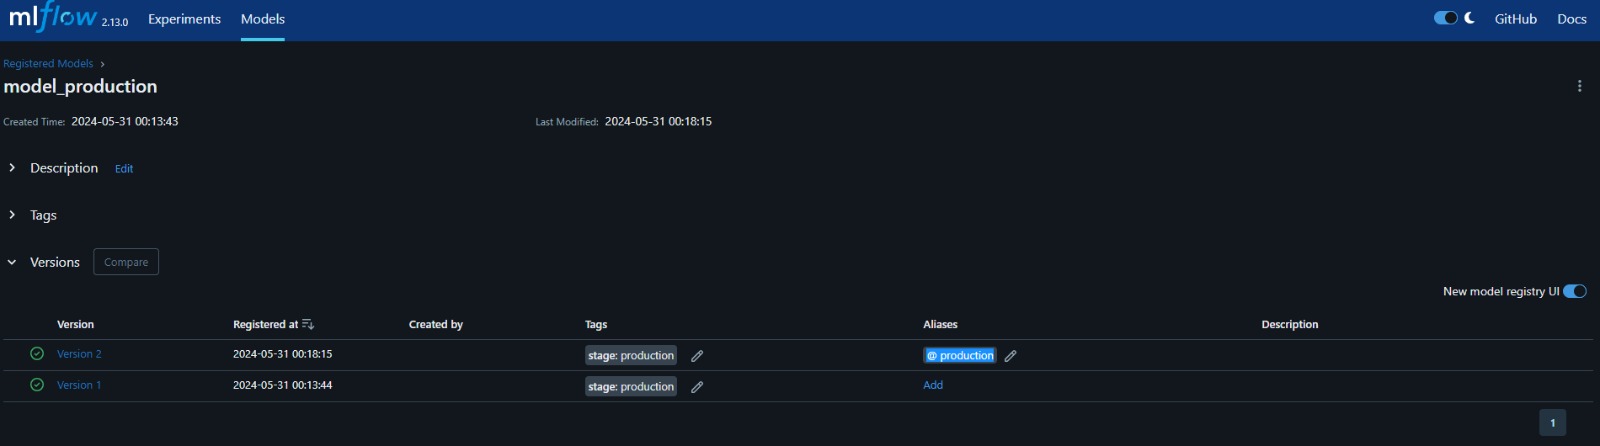 mlflow 2.13.0 Experiments Models GitHub Docs
Registered Models
model_production
Created Time: 2024-05-31 00:13:43 Last Modified: 2024-05-31 00:18:15
Description Edit
Tags
Versions Compare
New model registry UI
Version Registered at Created by Tags Aliases Description
Version 2 2024-05-31 00:18:15 stage: production @ production
Version 1 2024-05-31 00:13:44 stage: production Add
1